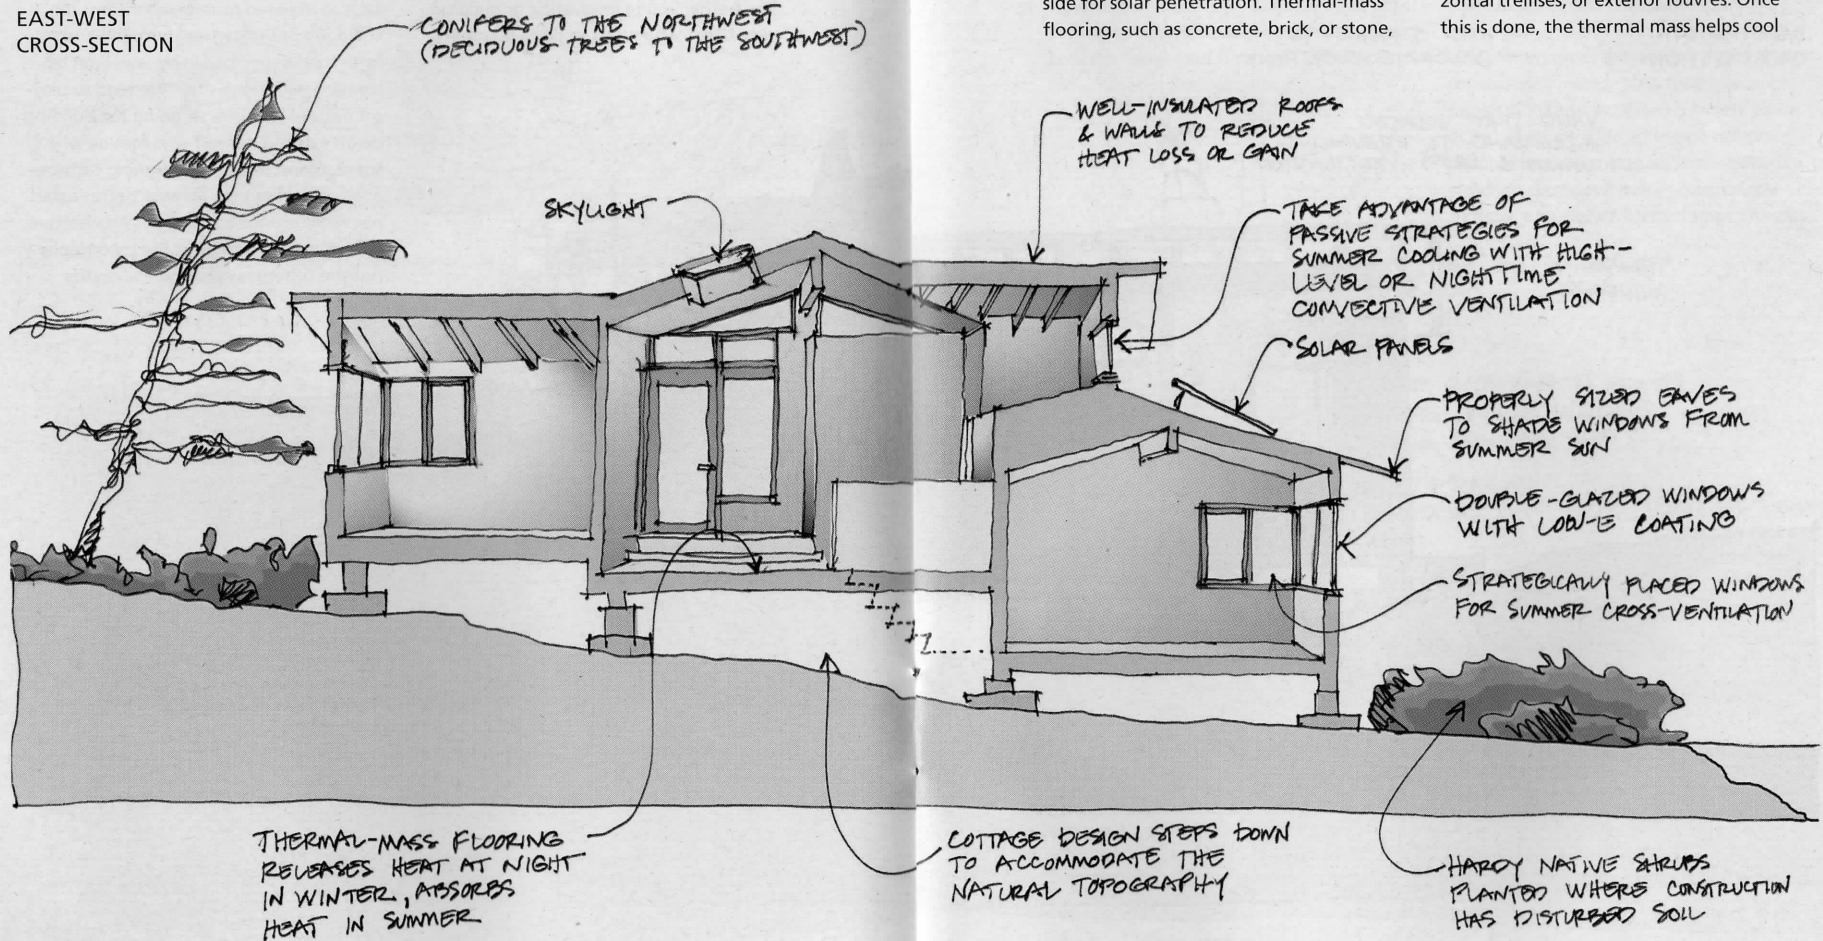 EAST-WEST
CROSS-SECTION
CONIFERS TO THE NORTHWEST
(DECIDUOUS TREES TO THE SOUTHWEST)
side for solar penetration. Thermal-mass
flooring, such as concrete, brick, or stone,
zontal trellises, or exterior louvres. Once
this is done, the thermal mass helps cool
WELL-INSULATED ROOFS
& WALLS TO REDUCE
HEAT LOSS OR GAIN
SKYLIGHT
TAKE ADVANTAGE OF
PASSIVE STRATEGIES FOR
SUMMER COOLING WITH HIGH-
LEVEL OR NIGHTTIME
CONVECTIVE VENTILATION
SOLAR PANELS
PROPERLY SIZED EAVES
TO SHADE WINDOWS FROM
SUMMER SUN
DOUBLE-GLAZED WINDOWS
WITH LOW-E COATING
STRATEGICALLY PLACED WINDOWS
FOR SUMMER CROSS-VENTILATION
THERMAL-MASS FLOORING
RELEASES HEAT AT NIGHT
IN WINTER, ABSORBS
HEAT IN SUMMER
COTTAGE DESIGN STEPS DOWN
TO ACCOMMODATE THE
NATURAL TOPOGRAPHY
HARDY NATIVE SHRUBS
PLANTED WHERE CONSTRUCTION
HAS DISTURBED SOIL